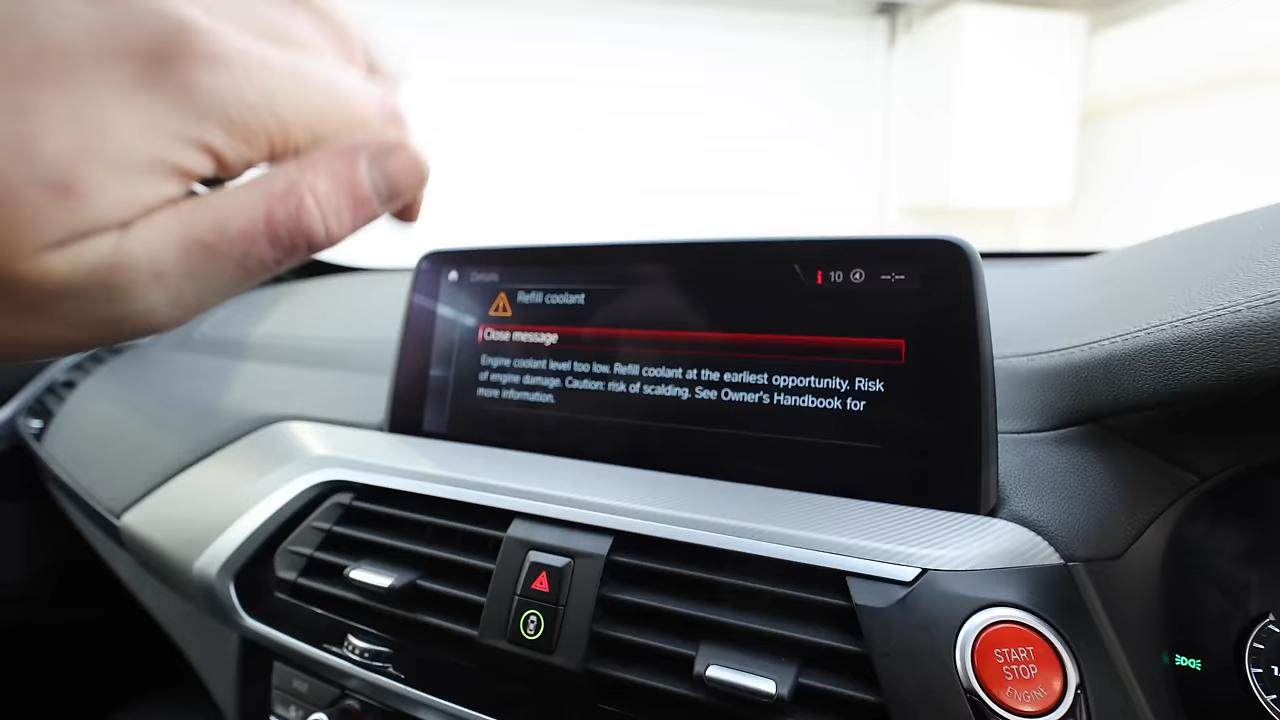 Details
10
--:--
Refill coolant
Close message
Engine coolant level too low. Refill coolant at the earliest opportunity. Risk
of engine damage. Caution: risk of scalding. See Owner's Handbook for
more information.
START
STOP
ENGINE